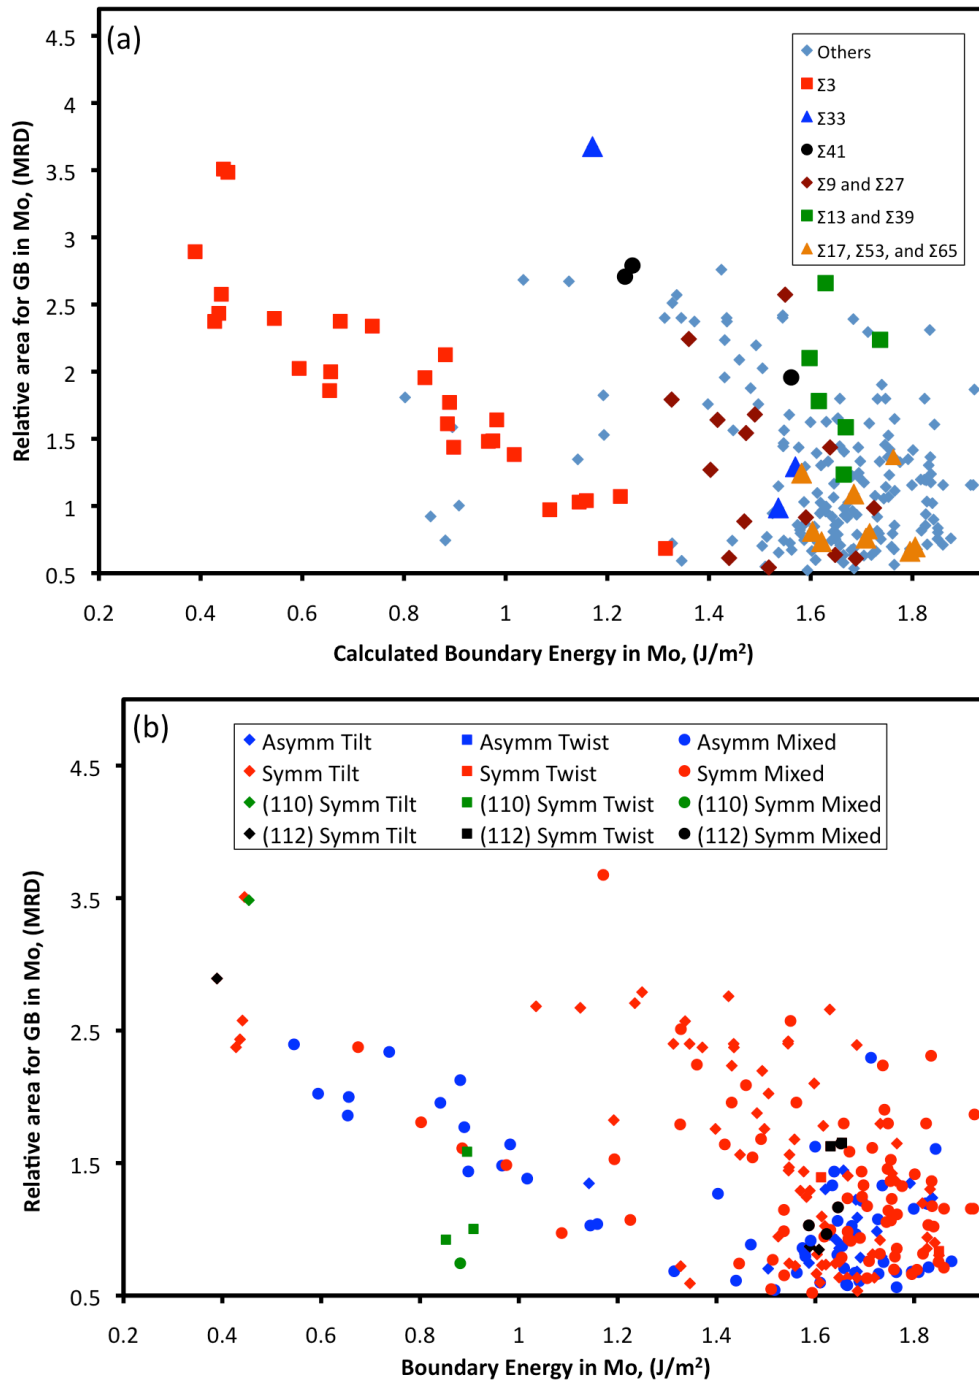 (a)
4.5
4
3.5
3
2.5
2
1.5
1
0.5
Relative area for GB in Mo, (MRD)
Others
Σ3
Σ33
Σ41
Σ9 and Σ27
Σ13 and Σ39
Σ17, Σ53, and Σ65
0.2 0.4 0.6 0.8 1 1.2 1.4 1.6 1.8
Calculated Boundary Energy in Mo, (J/m²)
(b)
Asymm Tilt Asymm Twist Asymm Mixed
Symm Tilt Symm Twist Symm Mixed
(110) Symm Tilt (110) Symm Twist (110) Symm Mixed
(112) Symm Tilt (112) Symm Twist (112) Symm Mixed
4.5
3.5
2.5
1.5
0.5
Relative area for GB in Mo, (MRD)
0.2 0.4 0.6 0.8 1 1.2 1.4 1.6 1.8
Boundary Energy in Mo, (J/m²)